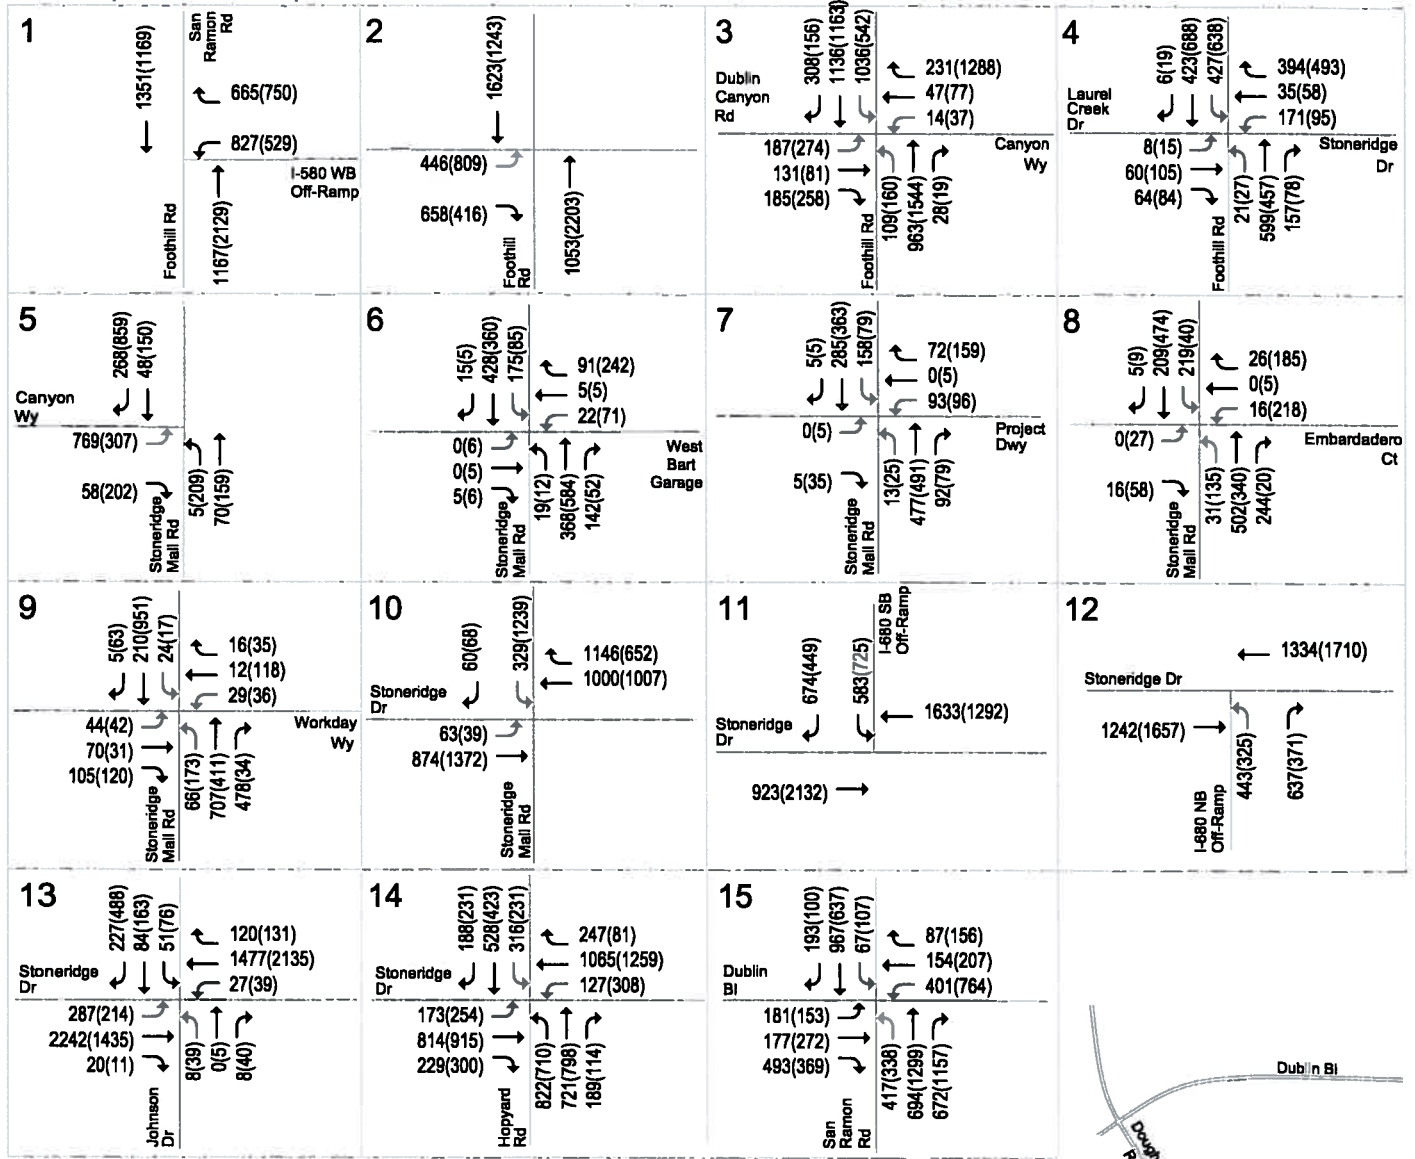 1
San
Ramon
Rd
1351(1169)
665(750)
827(529)
I-580 WB
Off-Ramp
Foothill Rd
1167(2129)
2
1623(1243)
446(809)
658(416)
Foothill
Rd
1053(2203)
3
308(156)
1136(1163)
1036(542)
Dublin
Canyon
Rd
231(1288)
47(77)
14(37)
187(274)
131(81)
185(258)
Canyon
Wy
Foothill Rd
109(160)
963(1544)
28(19)
4
6(19)
423(688)
427(638)
Laurel
Creek
Dr
394(493)
35(58)
171(95)
8(15)
60(105)
64(84)
Stoneridge
Dr
Foothill Rd
21(27)
599(457)
157(78)
5
268(859)
48(150)
Canyon
Wy
769(307)
58(202)
Stoneridge
Mall Rd
5(209)
70(159)
6
15(5)
428(360)
175(85)
91(242)
5(5)
22(71)
0(6)
0(5)
5(6)
West
Bart
Garage
Stoneridge
Mall Rd
19(12)
368(584)
142(52)
7
5(5)
285(363)
158(79)
72(159)
0(5)
93(96)
0(5)
5(35)
Project
Dwy
Stoneridge
Mall Rd
13(25)
477(491)
92(79)
8
5(9)
209(474)
219(40)
26(185)
0(5)
16(218)
0(27)
16(58)
Embardadero
Ct
Stoneridge
Mall Rd
31(135)
502(340)
244(20)
9
5(63)
210(951)
24(17)
16(35)
12(118)
29(36)
44(42)
70(31)
105(120)
Workday
Wy
Stoneridge
Mall Rd
66(173)
707(411)
478(34)
10
60(68)
329(1239)
1146(652)
1000(1007)
Stoneridge
Dr
63(39)
874(1372)
Stoneridge
Mall Rd
11
I-680 SB
Off-Ramp
674(449)
583(725)
Stoneridge
Dr
1633(1292)
923(2132)
12
1334(1710)
Stoneridge Dr
1242(1657)
I-680 NB
Off-Ramp
443(325)
637(371)
13
227(488)
84(163)
51(76)
Stoneridge
Dr
120(131)
1477(2135)
27(39)
287(214)
2242(1435)
20(11)
Johnson
Dr
8(39)
0(5)
8(40)
14
188(231)
528(423)
316(231)
Stoneridge
Dr
247(81)
1065(1259)
127(308)
173(254)
814(915)
229(300)
Hopyard
Rd
822(710)
721(798)
189(114)
15
193(100)
967(637)
67(107)
Dublin
Bl
87(156)
154(207)
401(764)
181(153)
177(272)
493(369)
San
Ramon
Rd
417(338)
694(1299)
672(1157)
Dublin Bl
Dough